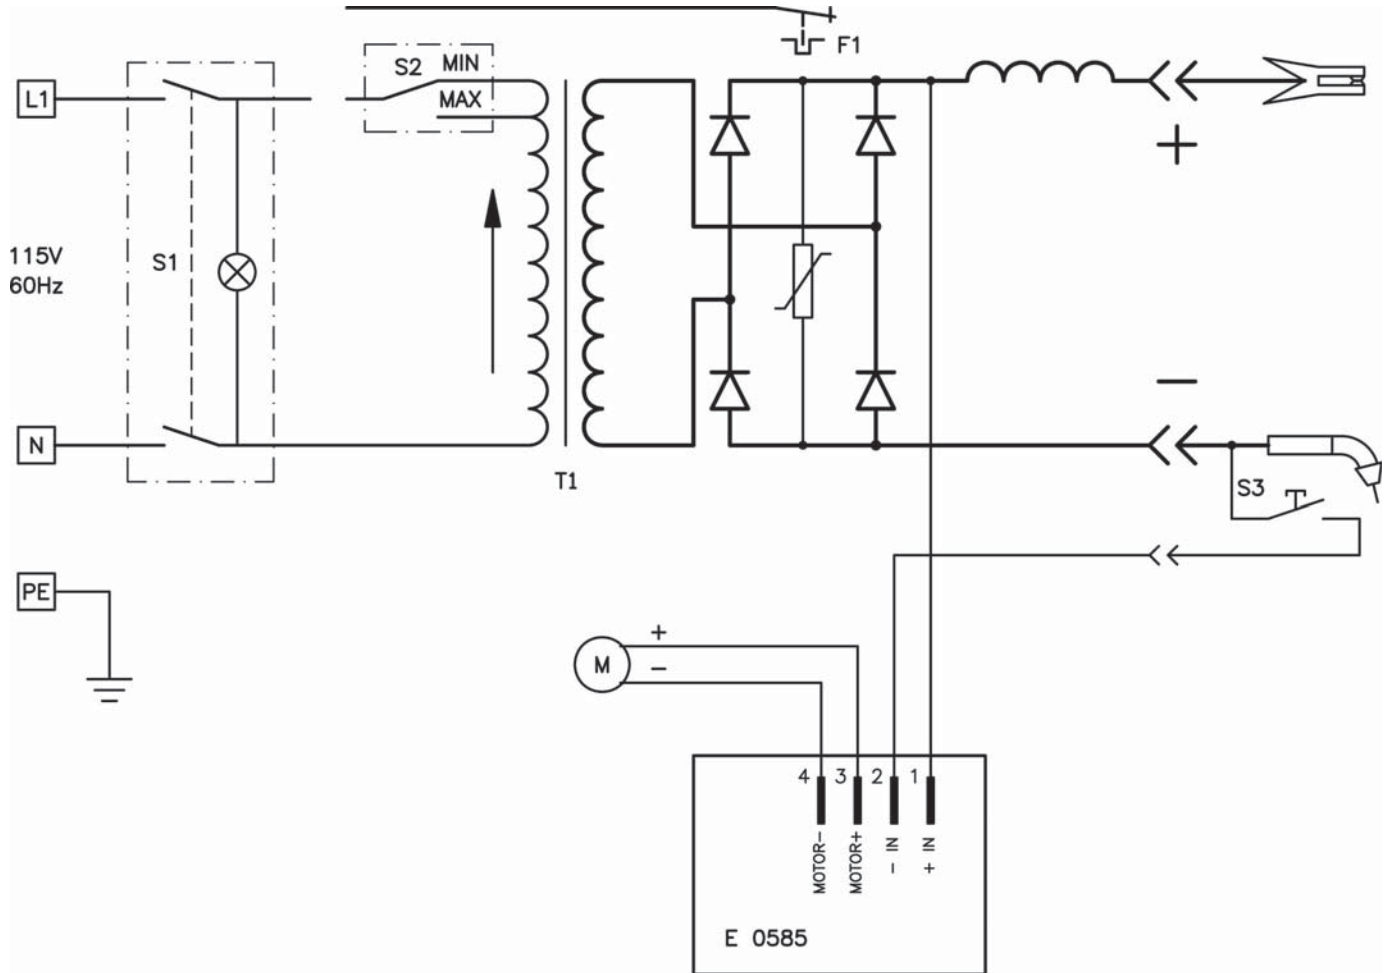 F1
S2 MIN
L1
MAX
+
115V
60Hz
S1
−
N
T1
S3
PE
+
M
−
4 3 2 1
MOTOR-
MOTOR+
- IN
+ IN
E 0585